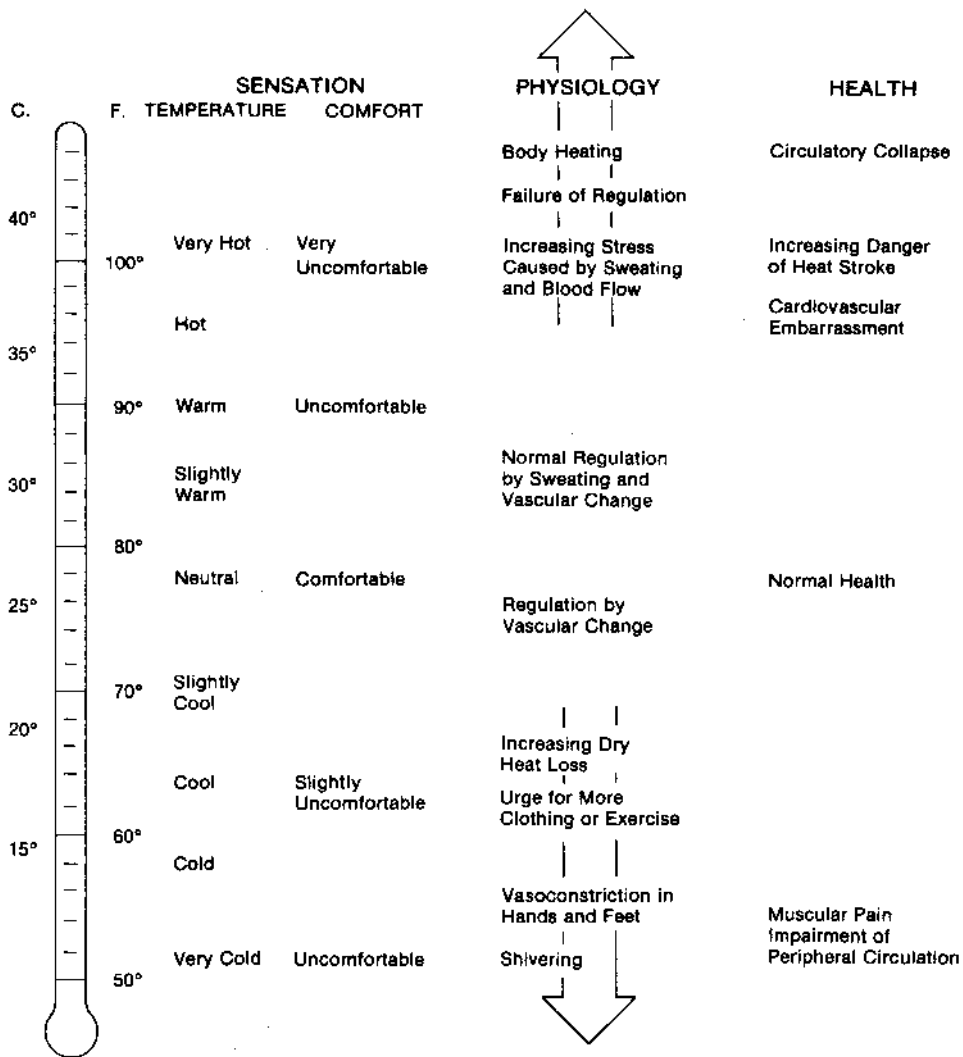 SENSATION PHYSIOLOGY HEALTH
C. F. TEMPERATURE COMFORT
Body Heating Circulatory Collapse
Failure of Regulation
40°
Very Hot Very Increasing Stress Increasing Danger
100° Uncomfortable Caused by Sweating of Heat Stroke
and Blood Flow
Cardiovascular
Hot Embarrassment
35°
90° Warm Uncomfortable
Normal Regulation
Slightly by Sweating and
30° Warm Vascular Change
80°
Neutral Comfortable Normal Health
25° Regulation by
Vascular Change
Slightly
70° Cool
20°
Increasing Dry
Heat Loss
Cool Slightly
Uncomfortable Urge for More
Clothing or Exercise
60°
15°
Cold
Vasoconstriction in
Hands and Feet Muscular Pain
Impairment of
Very Cold Uncomfortable Shivering Peripheral Circulation
50°